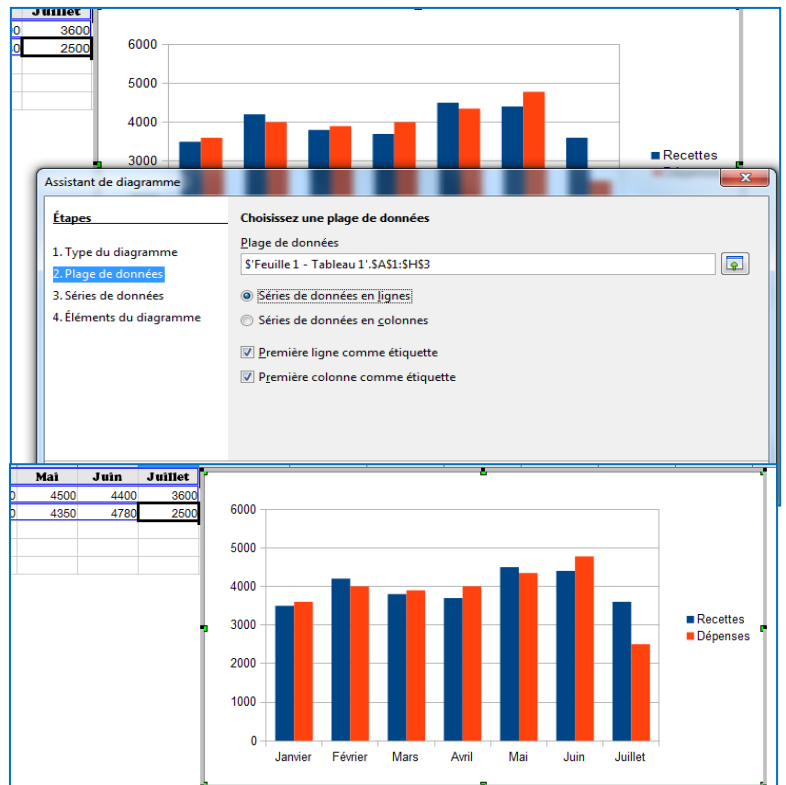 Juillet
0 3600
0 2500
6000
5000
4000
3000
Recettes
Assistant de diagramme
x
Étapes
Choisissez une plage de données
Plage de données
1. Type du diagramme
$'Feuille 1 - Tableau 1'.$A$1:$H$3
2. Plage de données
3. Séries de données
Séries de données en lignes
4. Éléments du diagramme
Séries de données en colonnes
Première ligne comme étiquette
Première colonne comme étiquette
Mai Juin Juillet
0 4500 4400 3600
0 4350 4780 2500
6000
5000
4000
3000
2000
1000
0
Janvier Février Mars Avril Mai Juin Juillet
Recettes
Dépenses